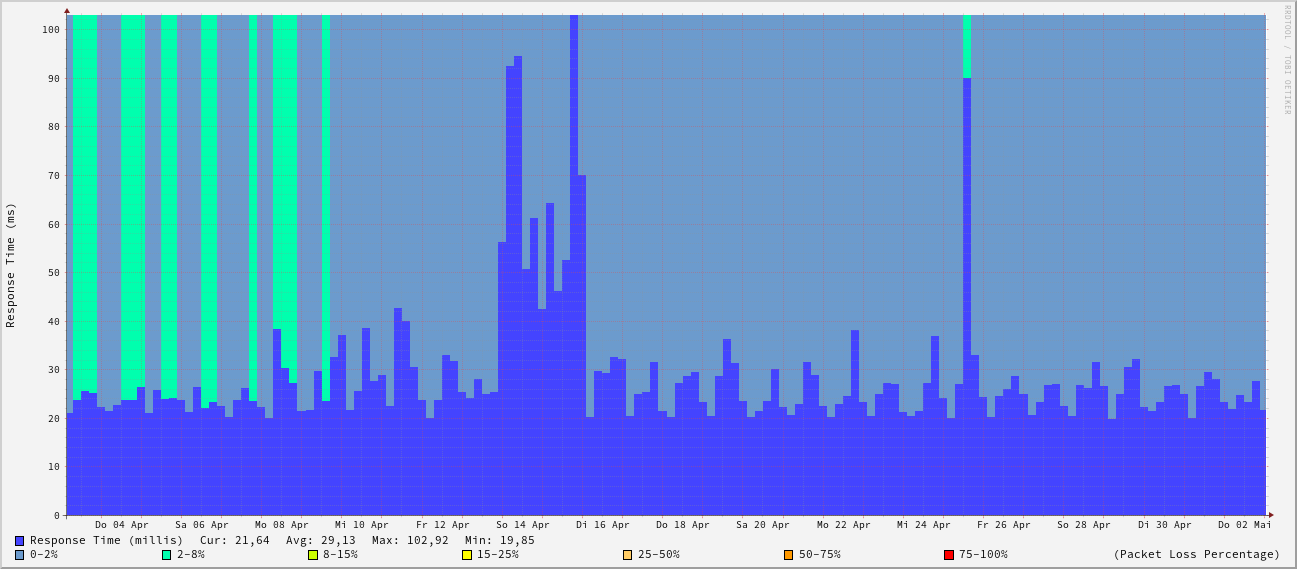 RRDTOOL / TOBI OETIKER
Response Time (ms)
100
90
80
70
60
50
40
30
20
10
0
Do 04 Apr Sa 06 Apr Mo 08 Apr Mi 10 Apr Fr 12 Apr So 14 Apr Di 16 Apr Do 18 Apr Sa 20 Apr Mo 22 Apr Mi 24 Apr Fr 26 Apr So 28 Apr Di 30 Apr Do 02 Mai
Response Time (millis) Cur: 21,64 Avg: 29,13 Max: 102,92 Min: 19,85
0-2% 2-8% 8-15% 15-25% 25-50% 50-75% 75-100% (Packet Loss Percentage)